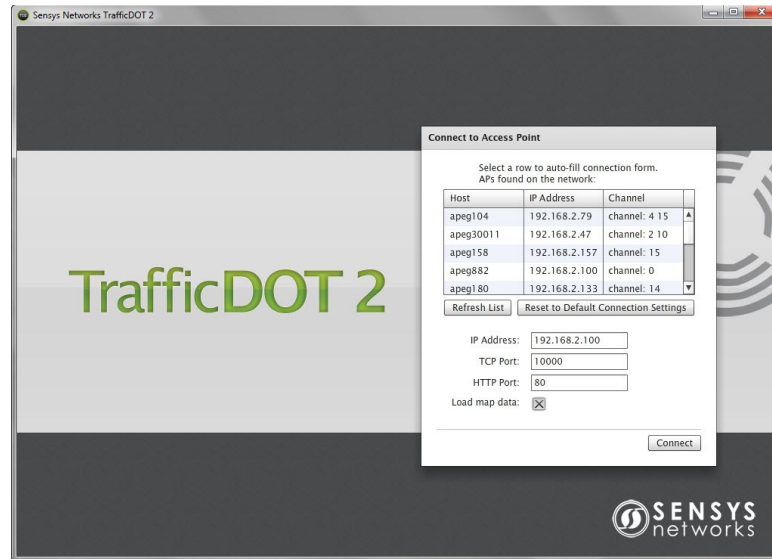 Sensys Networks TrafficDOT 2
Connect to Access Point
Select a row to auto-fill connection form.
APs found on the network:
Host IP Address Channel
apeg104 192.168.2.79 channel: 4 15
apeg30011 192.168.2.47 channel: 2 10
apeg158 192.168.2.157 channel: 15
apeg882 192.168.2.100 channel: 0
apeg180 192.168.2.133 channel: 14
Refresh List Reset to Default Connection Settings
TrafficDOT 2
IP Address: 192.168.2.100
TCP Port: 10000
HTTP Port: 80
Load map data:
Connect
SENSYS
networks